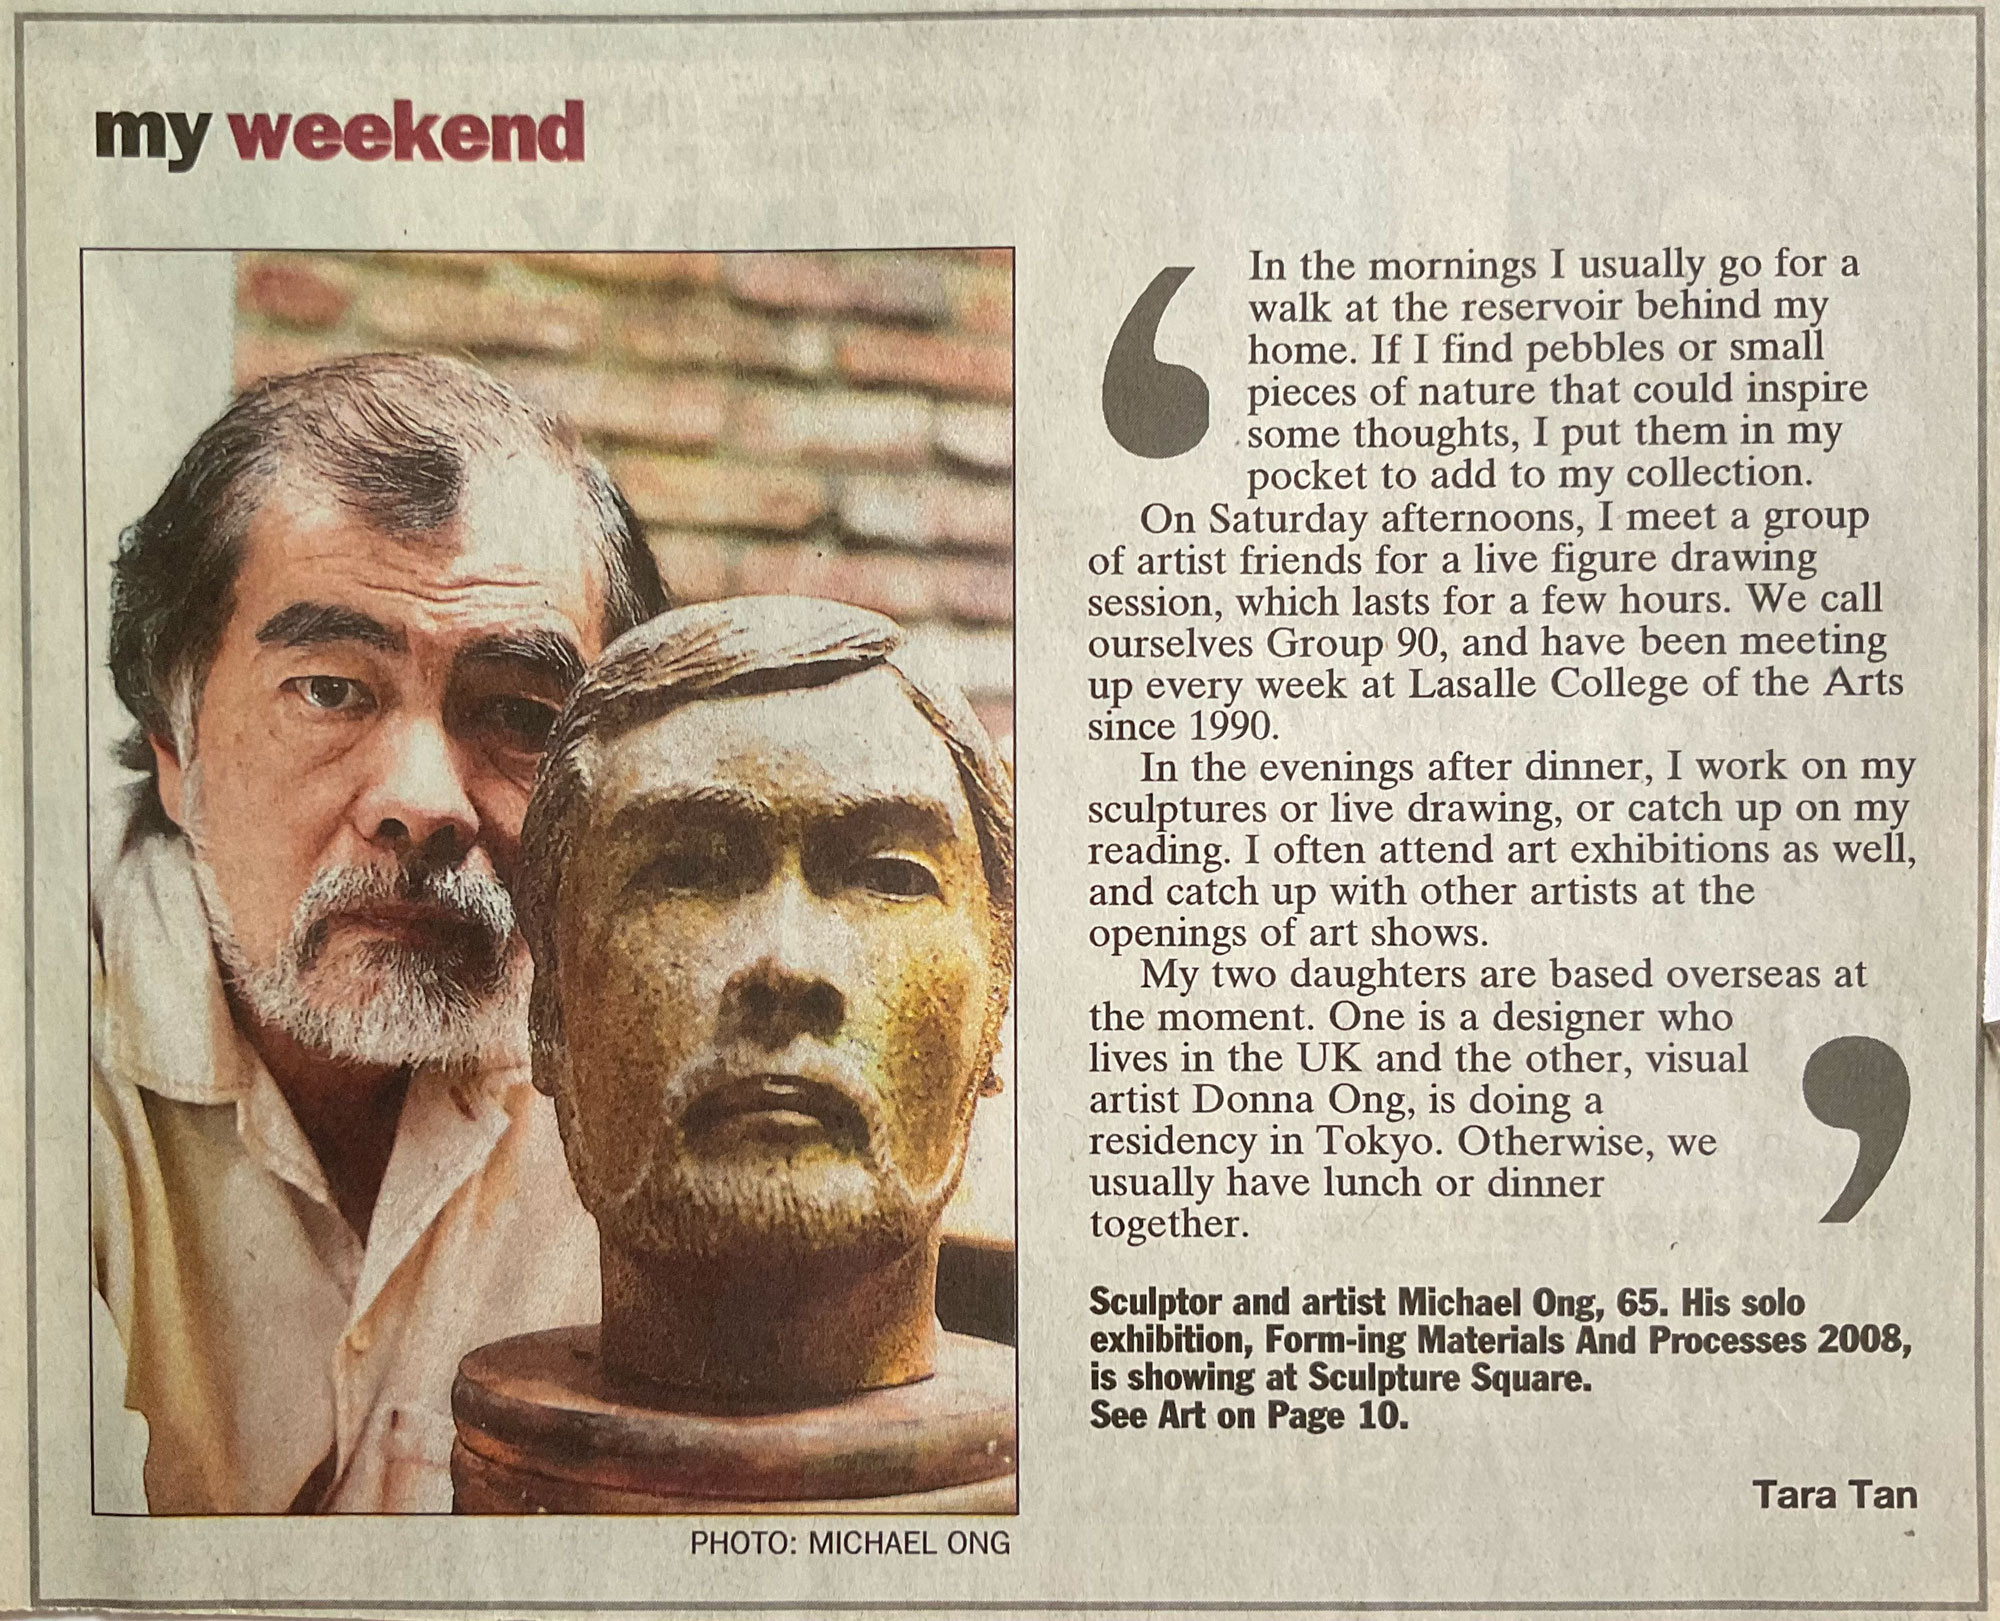 my weekend
In the mornings I usually go for a
walk at the reservoir behind my
home. If I find pebbles or small
pieces of nature that could inspire
some thoughts, I put them in my
pocket to add to my collection.
On Saturday afternoons, I meet a group
of artist friends for a live figure drawing
session, which lasts for a few hours. We call
ourselves Group 90, and have been meeting
up every week at Lasalle College of the Arts
since 1990.
In the evenings after dinner, I work on my
sculptures or live drawing, or catch up on my
reading. I often attend art exhibitions as well,
and catch up with other artists at the
openings of art shows.
My two daughters are based overseas at
the moment. One is a designer who
lives in the UK and the other, visual
artist Donna Ong, is doing a
residency in Tokyo. Otherwise, we
usually have lunch or dinner
together.
Sculptor and artist Michael Ong, 65. His solo
exhibition, Form-ing Materials And Processes 2008,
is showing at Sculpture Square.
See Art on Page 10.
Tara Tan
PHOTO: MICHAEL ONG